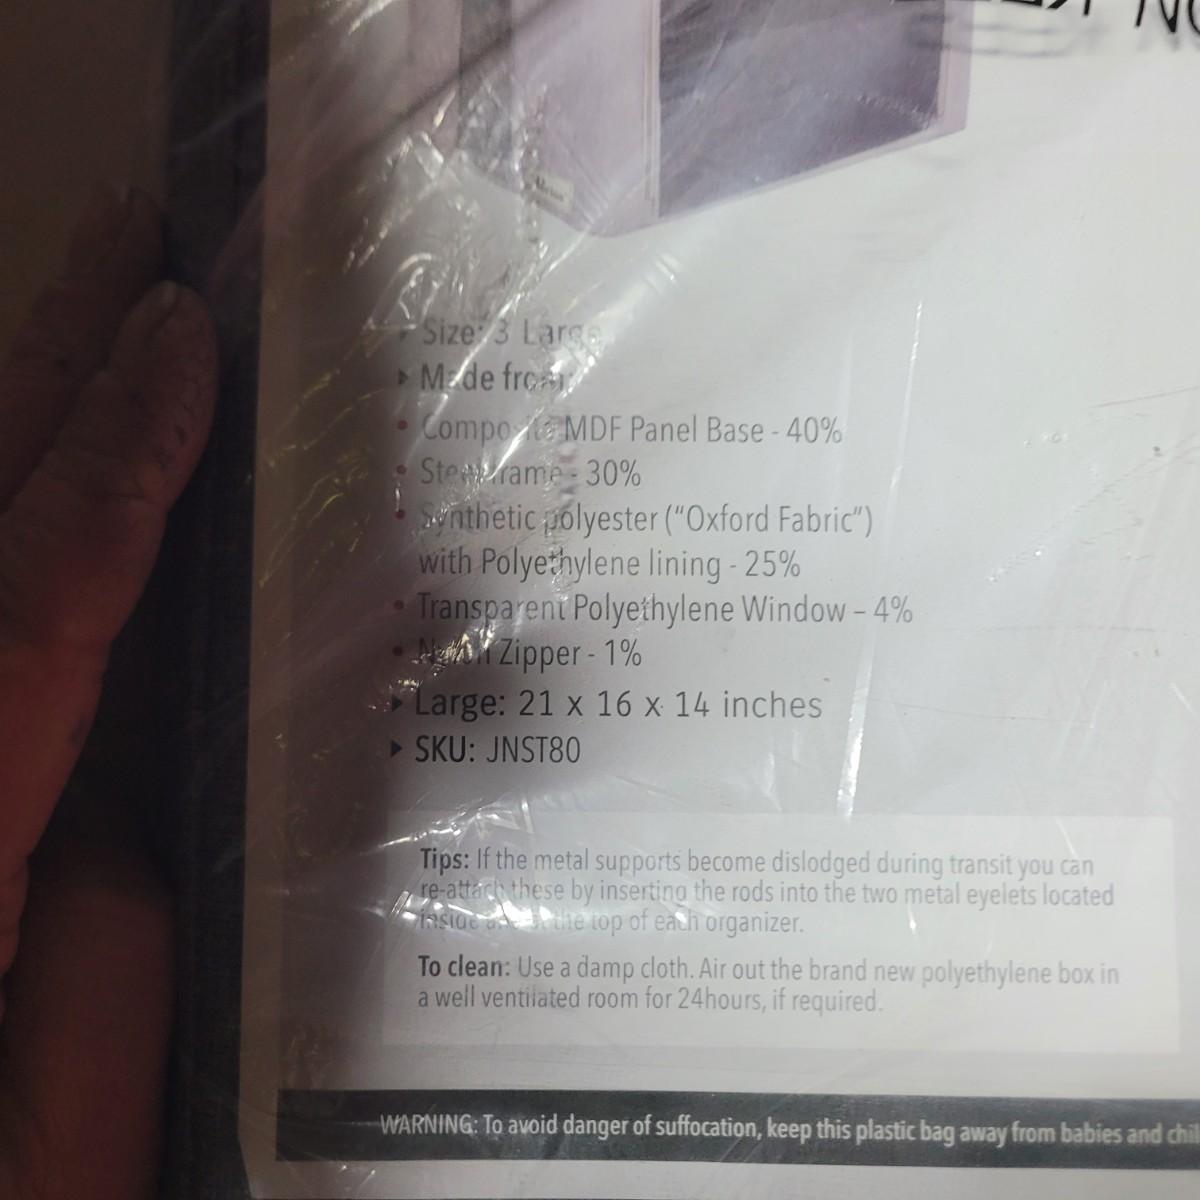 Size: 3 Large
Made from:
Composite MDF Panel Base - 40%
Steel frame - 30%
Synthetic polyester ("Oxford Fabric")
with Polyethylene lining - 25%
Transparent Polyethylene Window – 4%
Nylon Zipper - 1%
Large: 21 x 16 x 14 inches
SKU: JNST80
Tips: If the metal supports become dislodged during transit you can
re-attach these by inserting the rods into the two metal eyelets located
inside the top of each organizer.
To clean: Use a damp cloth. Air out the brand new polyethylene box in
a well ventilated room for 24hours, if required.
WARNING: To avoid danger of suffocation, keep this plastic bag away from babies and chil